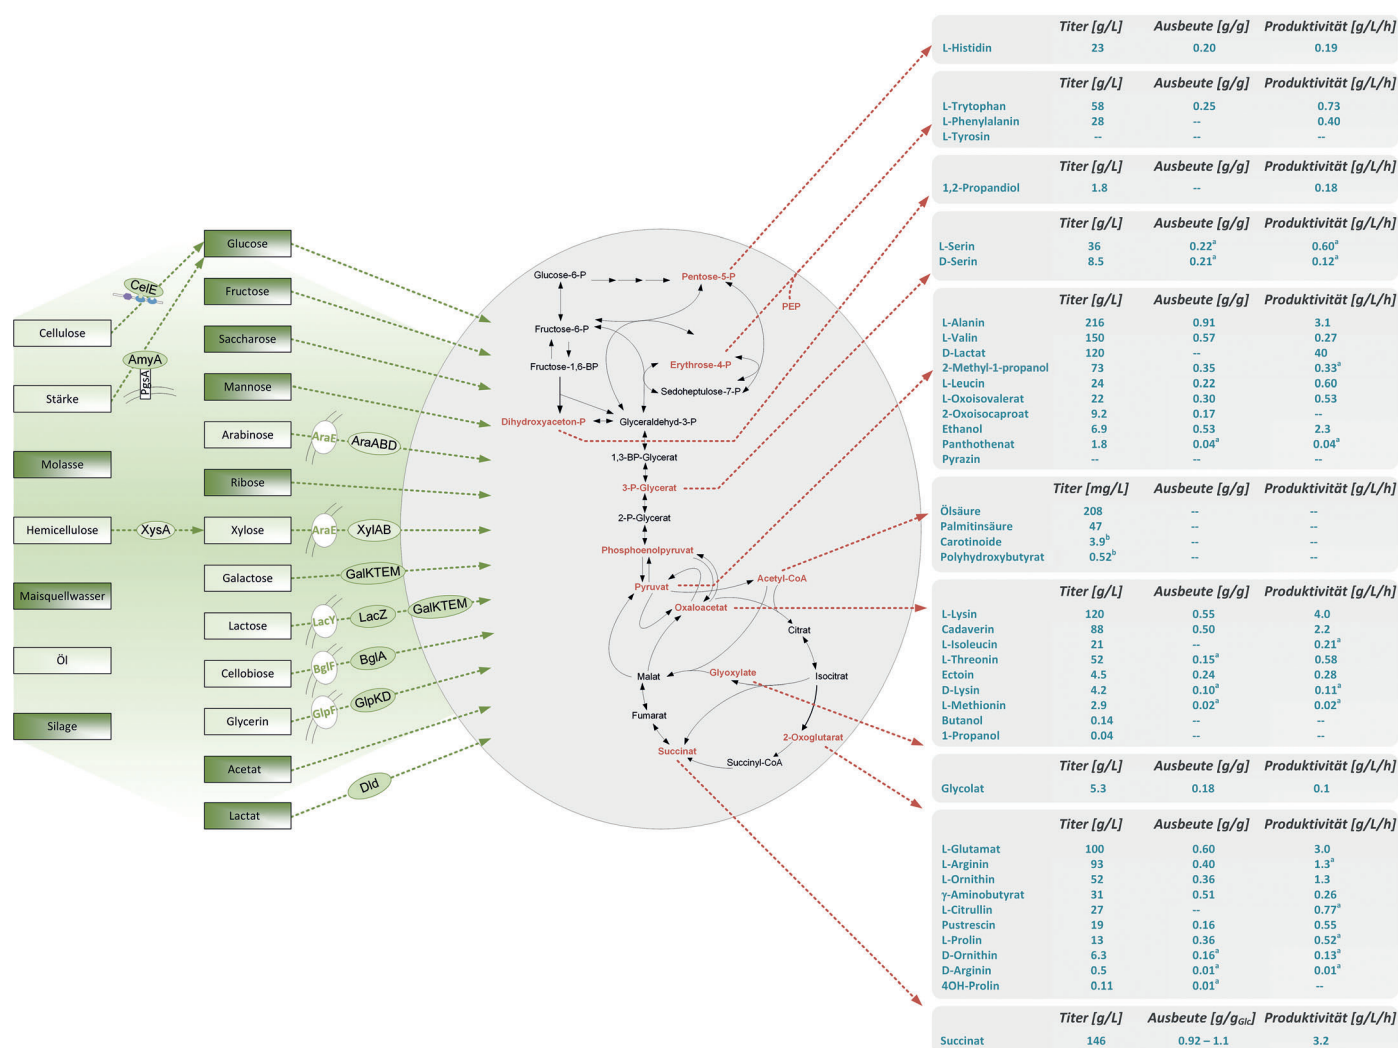 Cellulose
Stärke
Molasse
Hemicellulose
Maisquellwasser
Öl
Silage
CelE
AmyA
PgsA
XysA
Glucose
Fructose
Saccharose
Mannose
Arabinose
Ribose
Xylose
Galactose
Lactose
Cellobiose
Glycerin
Acetat
Lactat
AraE AraABD
AraE XylAB
GalKTEM
LacY LacZ GalKTEM
BglF BglA
GlpF GlpKD
Dld
Glucose-6-P Pentose-5-P
PEP
Fructose-6-P
Fructose-1,6-BP Erythrose-4-P
Sedoheptulose-7-P
Dihydroxyaceton-P Glyceraldehyd-3-P
1,3-BP-Glycerat
3-P-Glycerat
2-P-Glycerat
Phosphoenolpyruvat
Pyruvat Acetyl-CoA
Oxaloacetat
Citrat
Malat Glyoxylate Isocitrat
Fumarat
Succinat 2-Oxoglutarat
Succinyl-CoA
Titer [g/L] Ausbeute [g/g] Produktivität [g/L/h]
L-Histidin 23 0.20 0.19
Titer [g/L] Ausbeute [g/g] Produktivität [g/L/h]
L-Trytophan 58 0.25 0.73
L-Phenylalanin 28 -- 0.40
L-Tyrosin -- -- --
Titer [g/L] Ausbeute [g/g] Produktivität [g/L/h]
1,2-Propandiol 1.8 -- 0.18
Titer [g/L] Ausbeute [g/g] Produktivität [g/L/h]
L-Serin 36 0.22a 0.60a
D-Serin 8.5 0.21a 0.12a
Titer [g/L] Ausbeute [g/g] Produktivität [g/L/h]
L-Alanin 216 0.91 3.1
L-Valin 150 0.57 0.27
D-Lactat 120 -- 40
2-Methyl-1-propanol 73 0.35 0.33a
L-Leucin 24 0.22 0.60
L-Oxoisovalerat 22 0.30 0.53
2-Oxoisocaproat 9.2 0.17 --
Ethanol 6.9 0.53 2.3
Panthothenat 1.8 0.04a 0.04a
Pyrazin -- -- --
Titer [mg/L] Ausbeute [g/g] Produktivität [g/L/h]
Ölsäure 208 -- --
Palmitinsäure 47 -- --
Carotinoide 3.9b -- --
Polyhydroxybutyrat 0.52b -- --
Titer [g/L] Ausbeute [g/g] Produktivität [g/L/h]
L-Lysin 120 0.55 4.0
Cadaverin 88 0.50 2.2
L-Isoleucin 21 -- 0.21a
L-Threonin 52 0.15a 0.58
Ectoin 4.5 0.24 0.28
D-Lysin 4.2 0.10a 0.11a
L-Methionin 2.9 0.02a 0.02a
Butanol 0.14 -- --
1-Propanol 0.04 -- --
Titer [g/L] Ausbeute [g/g] Produktivität [g/L/h]
Glycolat 5.3 0.18 0.1
Titer [g/L] Ausbeute [g/g] Produktivität [g/L/h]
L-Glutamat 100 0.60 3.0
L-Arginin 93 0.40 1.3a
L-Ornithin 52 0.36 1.3
γ-Aminobutyrat 31 0.51 0.26
L-Citrullin 27 -- 0.77a
Pustrescin 19 0.16 0.55
L-Prolin 13 0.36 0.52a
D-Ornithin 6.3 0.16a 0.13a
D-Arginin 0.5 0.01a 0.01a
4OH-Prolin 0.11 0.01a --
Titer [g/L] Ausbeute [g/gGlc] Produktivität [g/L/h]
Succinat 146 0.92 – 1.1 3.2